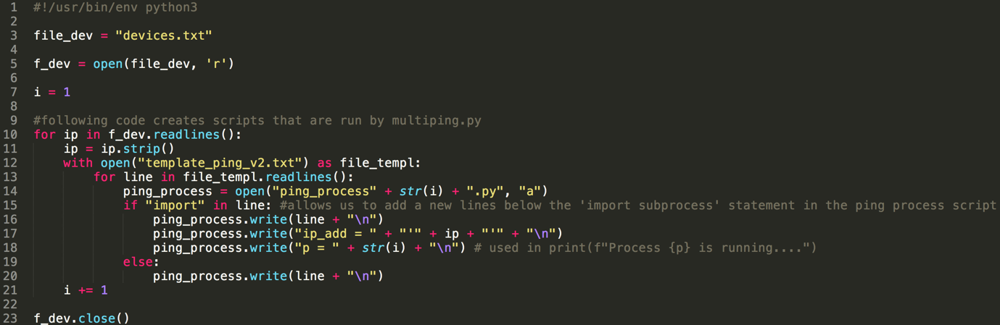 1 #!/usr/bin/env python3
2
3 file_dev = "devices.txt"
4
5 f_dev = open(file_dev, 'r')
6
7 i = 1
8
9 #following code creates scripts that are run by multiping.py
10 for ip in f_dev.readlines():
11     ip = ip.strip()
12     with open("template_ping_v2.txt") as file_templ:
13         for line in file_templ.readlines():
14             ping_process = open("ping_process" + str(i) + ".py", "a")
15             if "import" in line: #allows us to add a new lines below the 'import subprocess' statement in the ping process script
16                 ping_process.write(line + "\n")
17                 ping_process.write("ip_add = " + "'" + ip + "'" + "\n")
18                 ping_process.write("p = " + str(i) + "\n") # used in print(f"Process {p} is running....")
19             else:
20                 ping_process.write(line + "\n")
21     i += 1
22
23 f_dev.close()